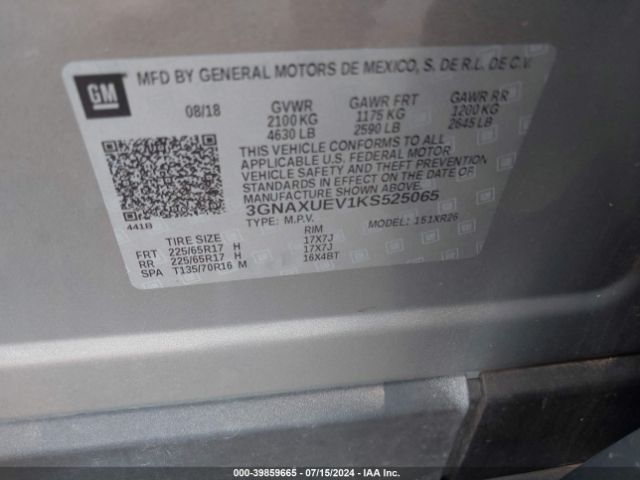 GM
MFD BY GENERAL MOTORS DE MEXICO, S. DE R.L. DE C.V.
08/18 GVWR GAWR FRT GAWR RR
2100 KG 1175 KG 1200 KG
4630 LB 2590 LB 2645 LB
THIS VEHICLE CONFORMS TO ALL
APPLICABLE U.S. FEDERAL MOTOR
VEHICLE SAFETY, BUMPER, AND THEFT
PREVENTION STANDARDS IN EFFECT ON
THE DATE OF MANUFACTURE SHOWN ABOVE.
3GNAXUEV1KS525065
441B TYPE: M.P.V. MODEL: 151XR26
TIRE SIZE RIM
FRT 225/65R17 H 17X7J
RR 225/65R17 H 17X7J
SPA T135/70R16 M 16X4BT
000-39859665 - 07/15/2024 - IAA Inc.